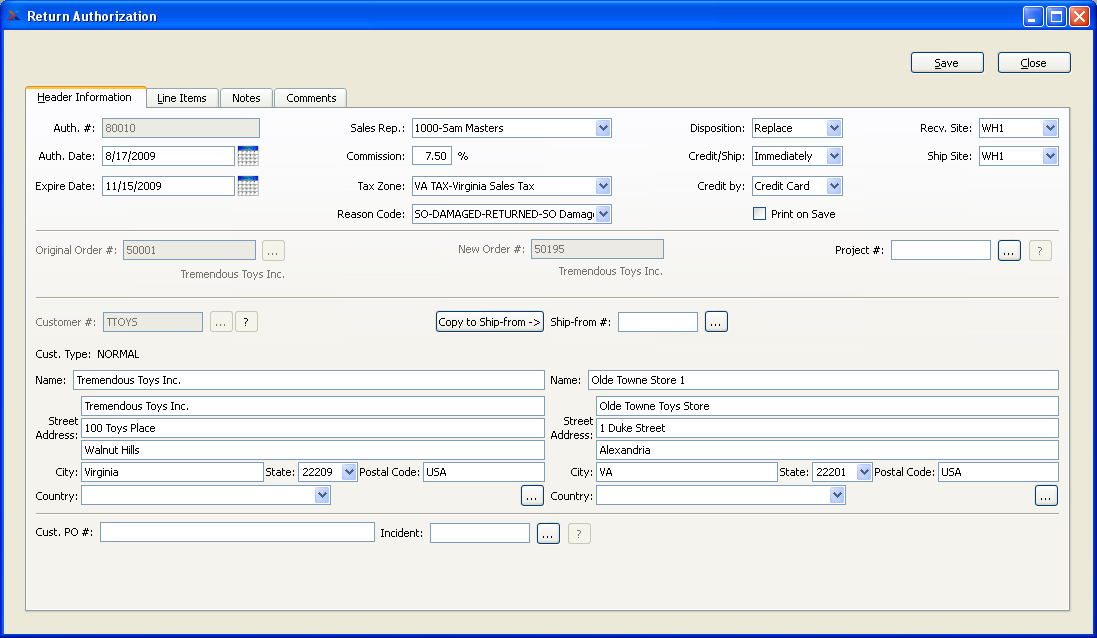 Return Authorization
Save Close
Header Information Line Items Notes Comments
Auth. #: 80010 Sales Rep.: 1000-Sam Masters Disposition: Replace Recv. Site: WH1
Auth. Date: 8/17/2009 Commission: 7.50 % Credit/Ship: Immediately Ship Site: WH1
Expire Date: 11/15/2009 Tax Zone: VA TAX-Virginia Sales Tax Credit by: Credit Card
Reason Code: SO-DAMAGED-RETURNED-SO Damag Print on Save
Original Order #: 50001 ... New Order #: 50195 Project #: ... ?
Tremendous Toys Inc. Tremendous Toys Inc.
Customer #: TTOYS ... ? Copy to Ship-from -> Ship-from #: ...
Cust. Type: NORMAL
Name: Tremendous Toys Inc. Name: Olde Towne Store 1
Tremendous Toys Inc. Olde Towne Toys Store
Street Address: 100 Toys Place Street Address: 1 Duke Street
Walnut Hills Alexandria
City: Virginia State: 22209 Postal Code: USA City: VA State: 22201 Postal Code: USA
Country: ... Country: ...
Cust. PO #: Incident: ... ?